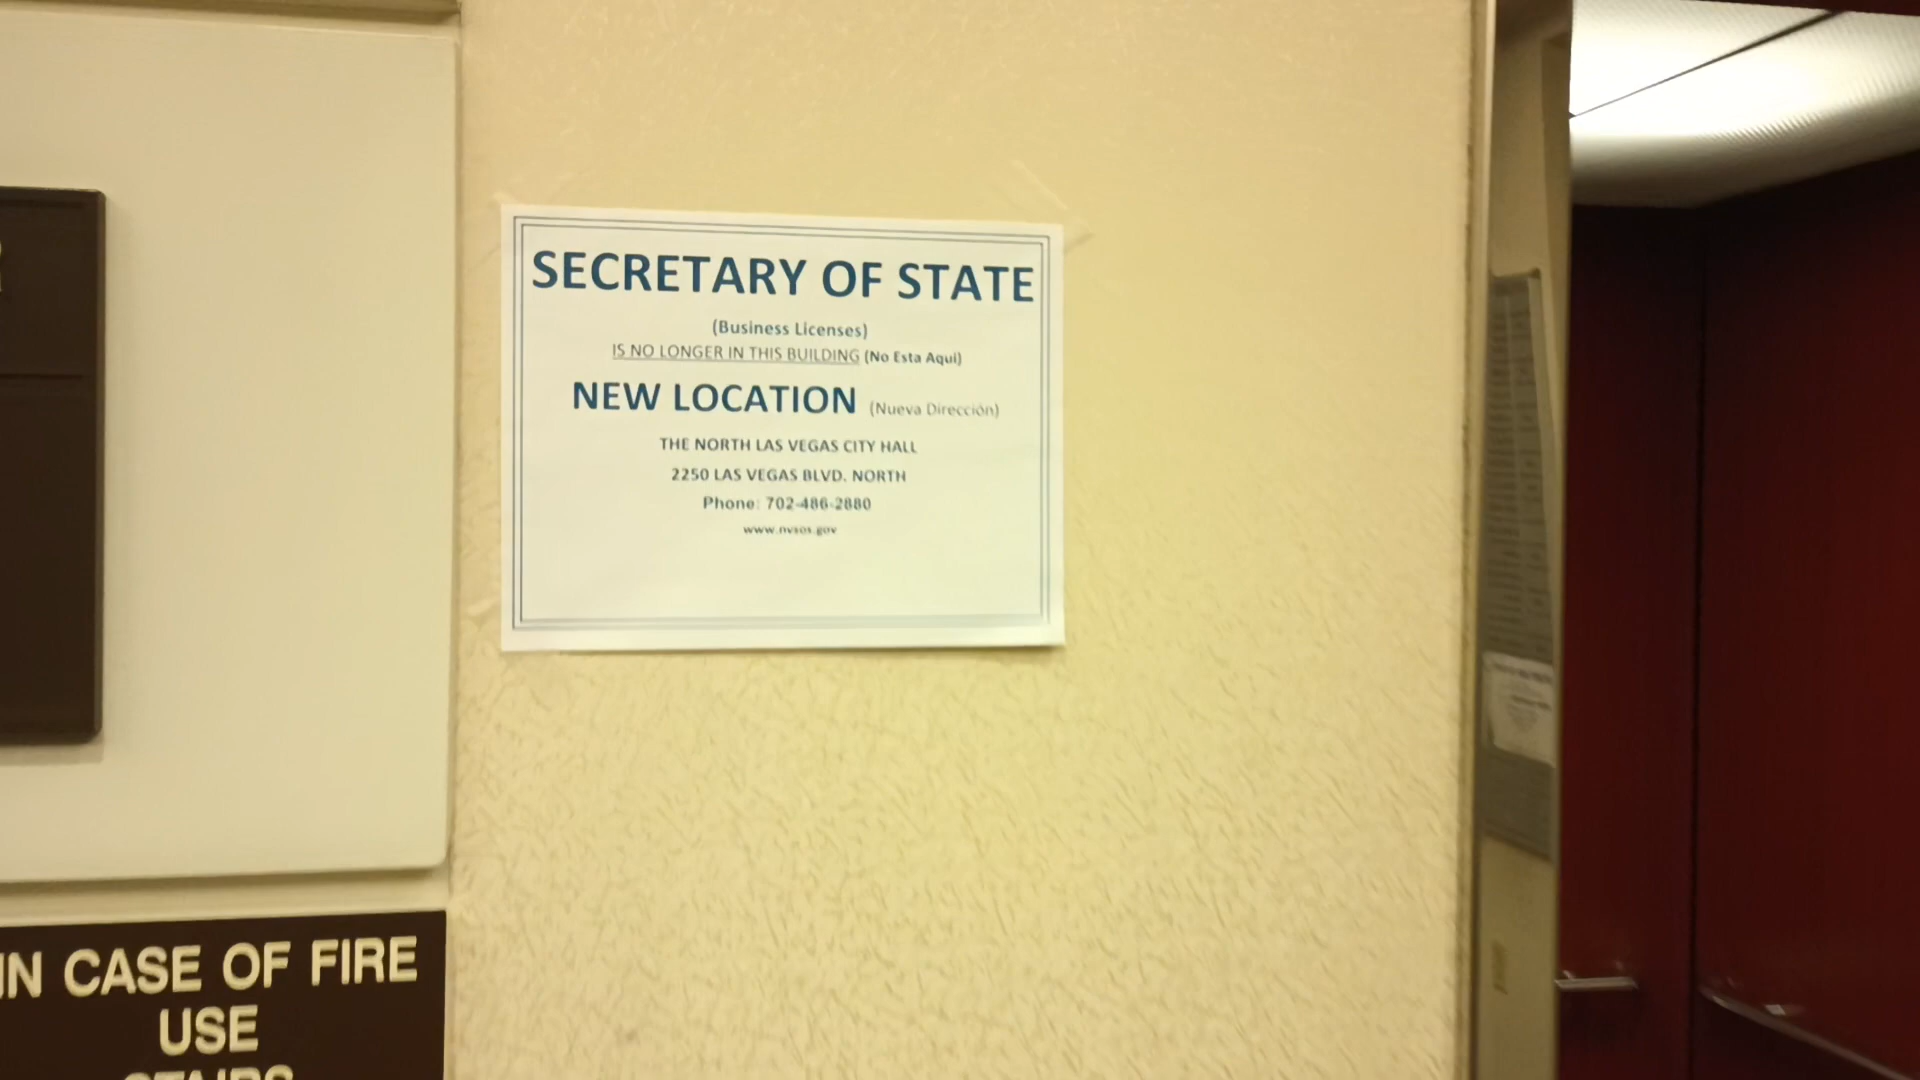 SECRETARY OF STATE
(Business Licenses)
IS NO LONGER IN THIS BUILDING (No Esta Aqui)
NEW LOCATION (Nueva Dirección)
THE NORTH LAS VEGAS CITY HALL
2250 LAS VEGAS BLVD. NORTH
Phone: 702-486-2880
www.nvsos.gov
IN CASE OF FIRE
USE
STAIRS